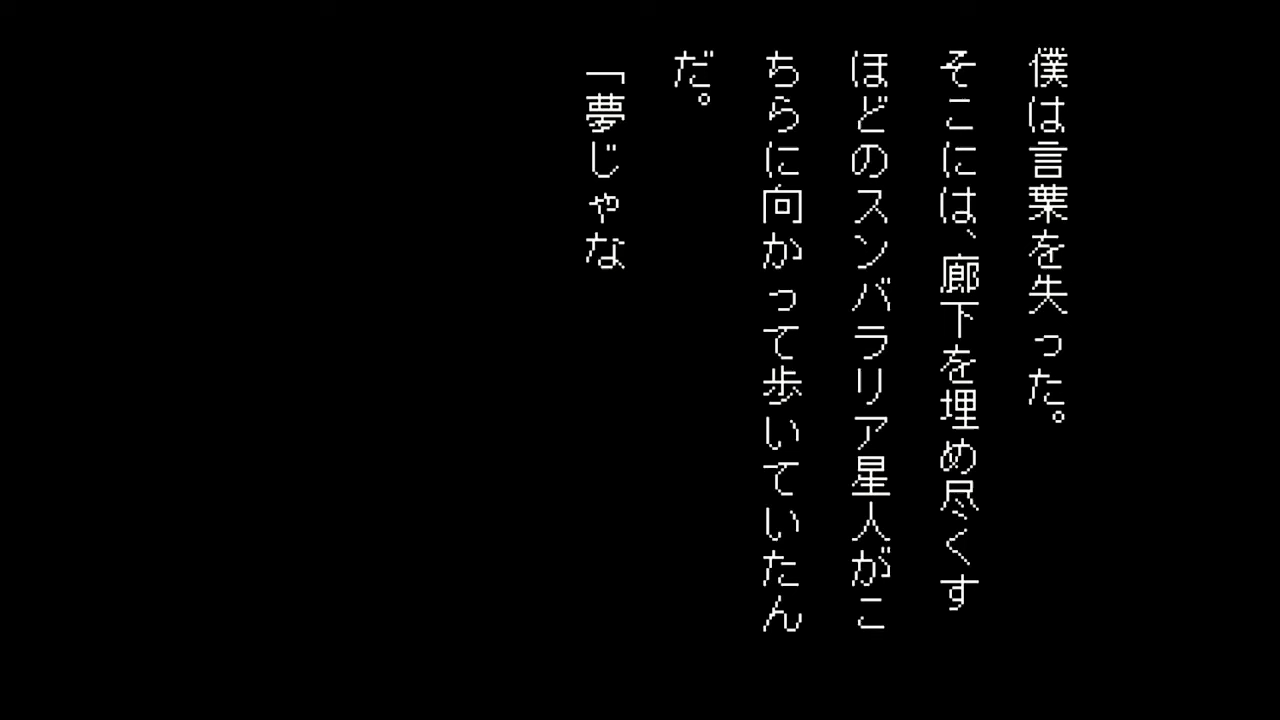 僕は言葉を失った。
そこには、廊下を埋め尽くす
ほどのスンバラリア星人がこ
ちらに向かって歩いていたん
だ。
「夢じゃな